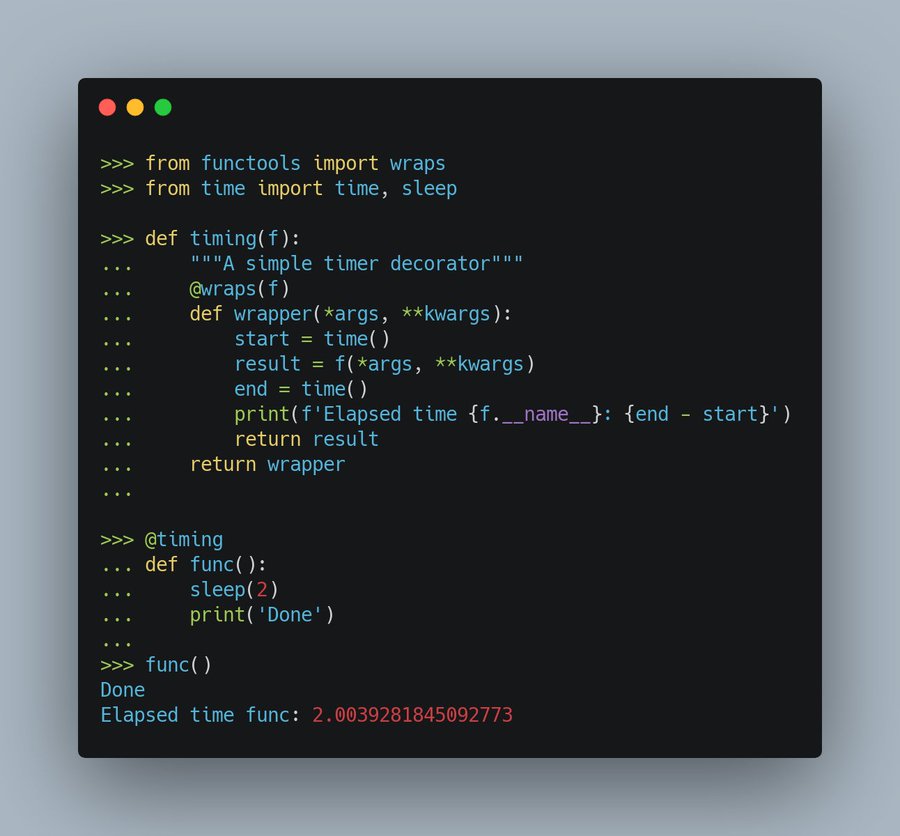 >>> from functools import wraps
>>> from time import time, sleep

>>> def timing(f):
...     """A simple timer decorator"""
...     @wraps(f)
...     def wrapper(*args, **kwargs):
...         start = time()
...         result = f(*args, **kwargs)
...         end = time()
...         print(f'Elapsed time {f.__name__}: {end - start}')
...         return result
...     return wrapper
...

>>> @timing
... def func():
...     sleep(2)
...     print('Done')
...
>>> func()
Done
Elapsed time func: 2.0039281845092773